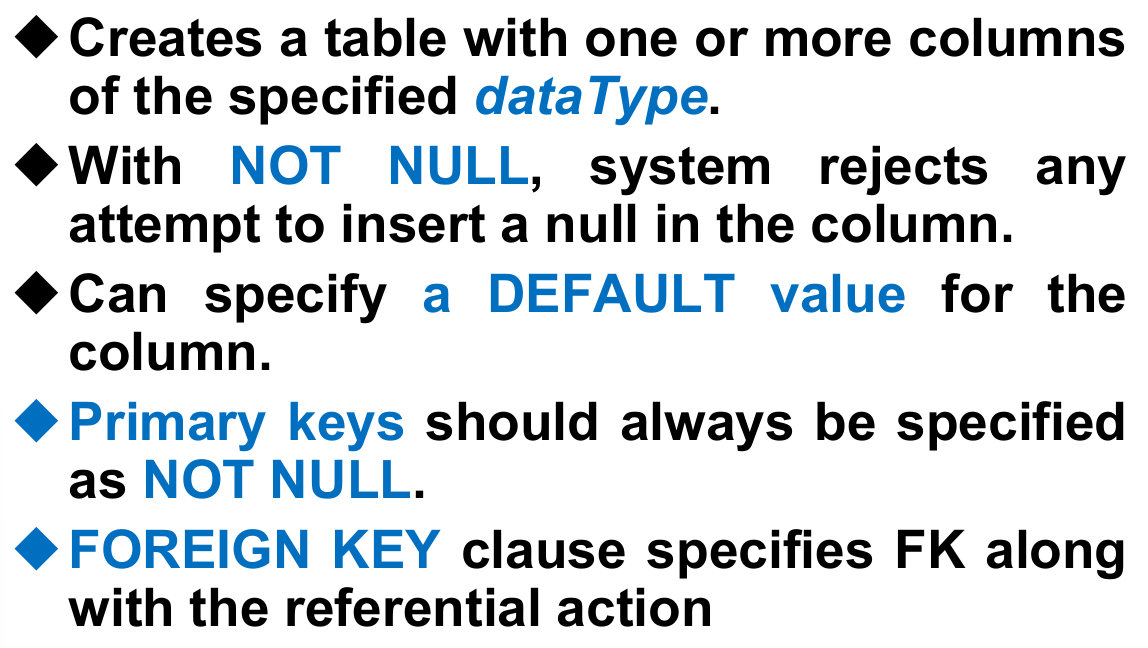 ◆Creates a table with one or more columns
of the specified dataType.
◆With NOT NULL, system rejects any
attempt to insert a null in the column.
◆Can specify a DEFAULT value for the
column.
◆Primary keys should always be specified
as NOT NULL.
◆FOREIGN KEY clause specifies FK along
with the referential action